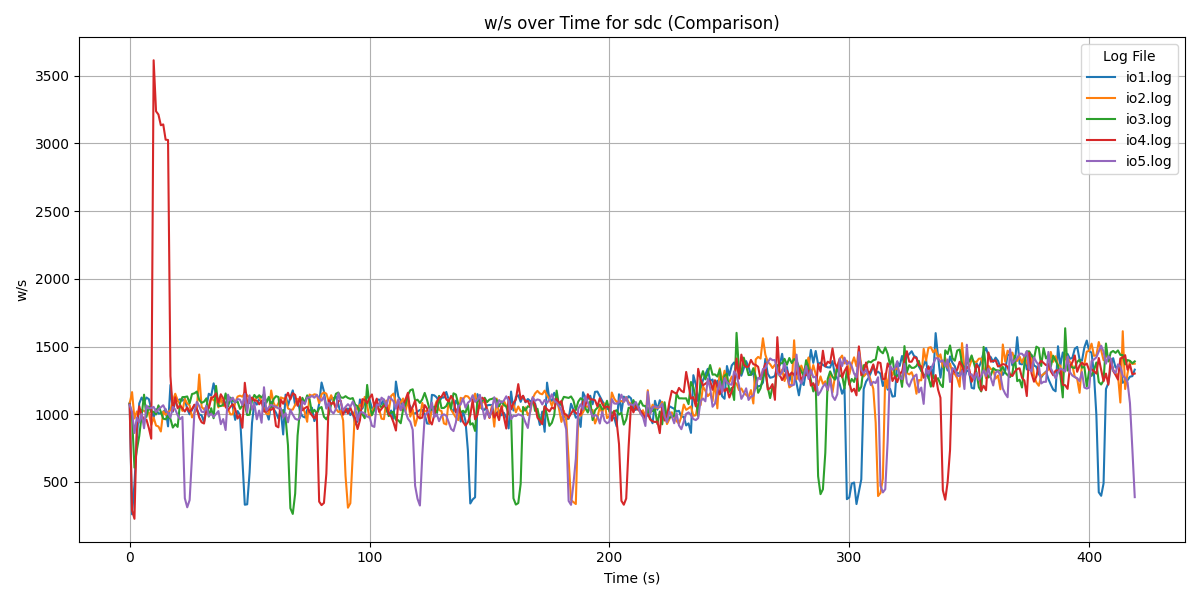 w/s over Time for sdc (Comparison)
Log File
io1.log
io2.log
io3.log
io4.log
io5.log
3500
3000
2500
2000
1500
1000
500
w/s
0
100
200
300
400
Time (s)